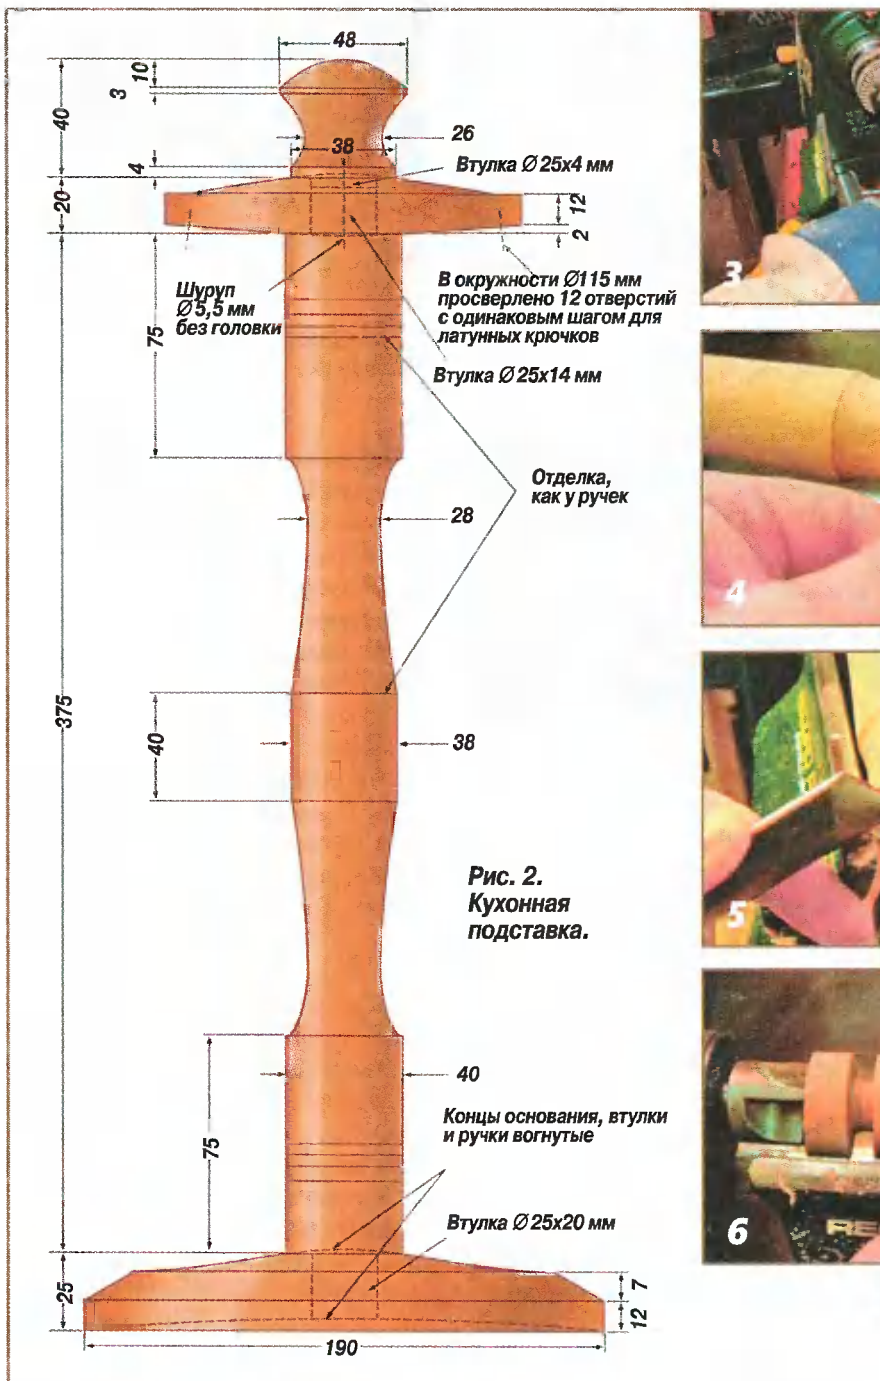 48
10
3
40
26
38
4
Втулка Ø 25х4 мм
20
12
2
Шуруп
Ø 5,5 мм
без головки
В окружности Ø115 мм
просверлено 12 отверстий
с одинаковым шагом для
латунных крючков
75
Втулка Ø 25х14 мм
Отделка,
как у ручек
28
375
40
38
Рис. 2.
Кухонная
подставка.
40
Концы основания, втулки
и ручки вогнутые
75
Втулка Ø 25х20 мм
25
7
12
190
3
4
5
6